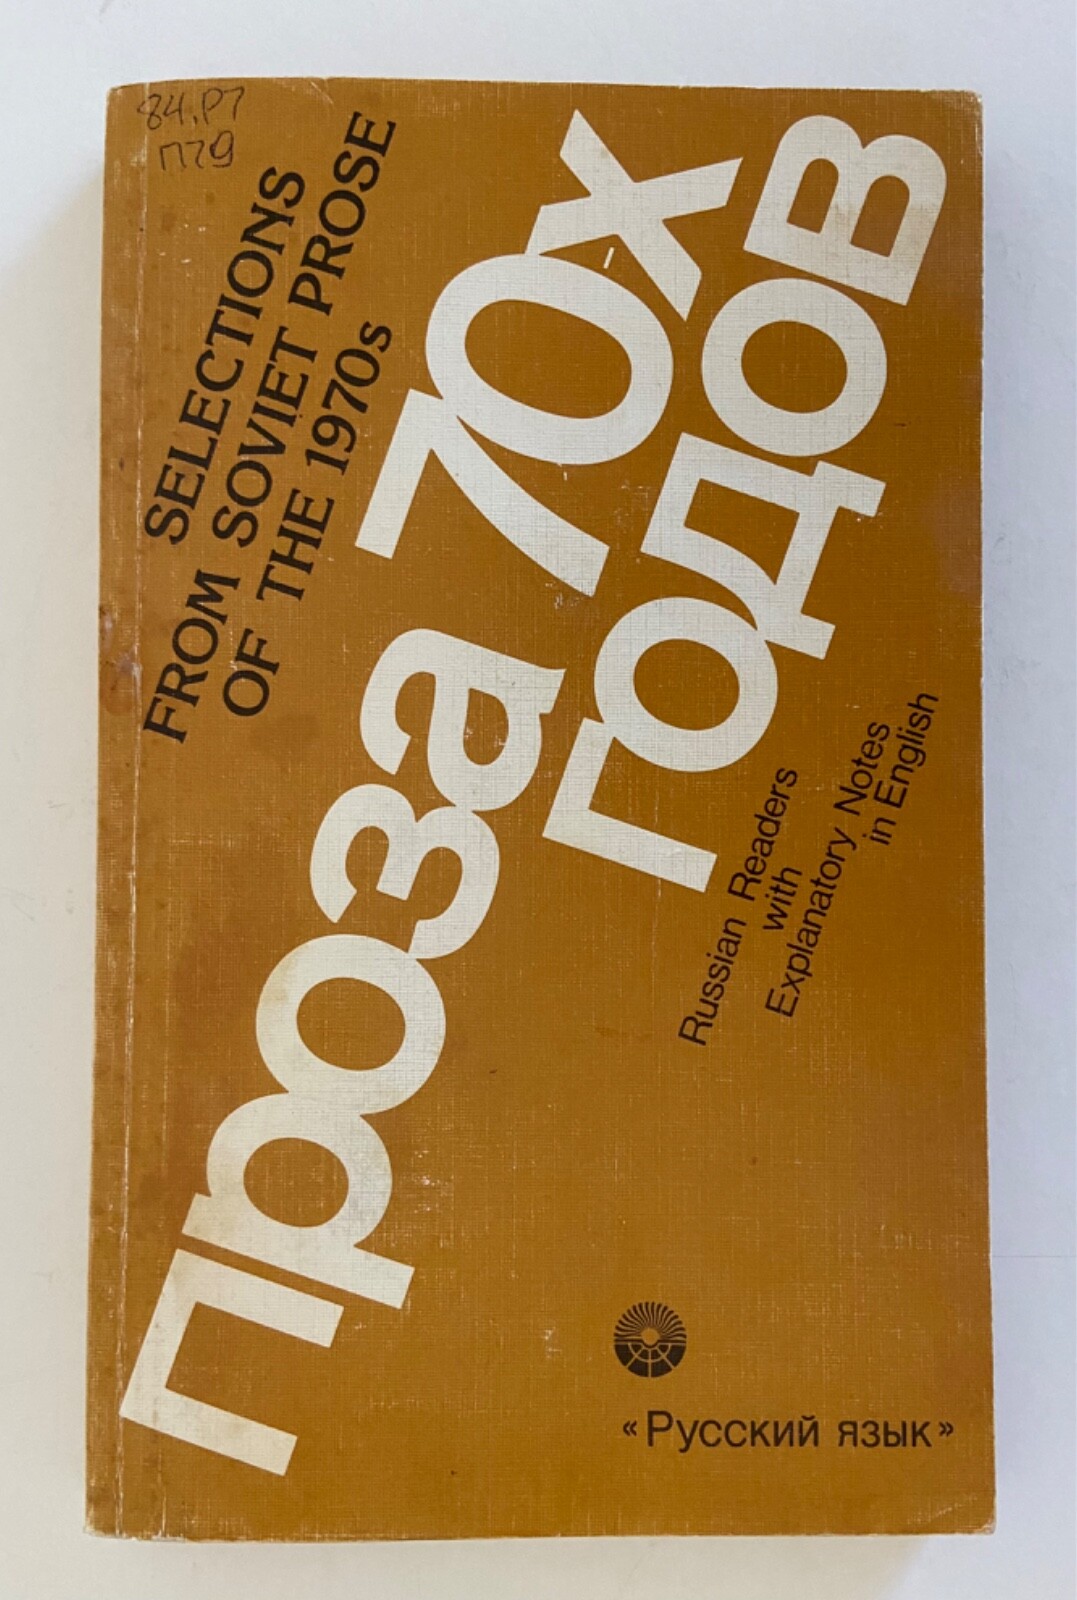 84.Р7
П79
SELECTIONS
FROM SOVIET PROSE
OF THE 1970s
Проза 70х
годов
Russian Readers
with
Explanatory Notes
in English
«Русский язык»